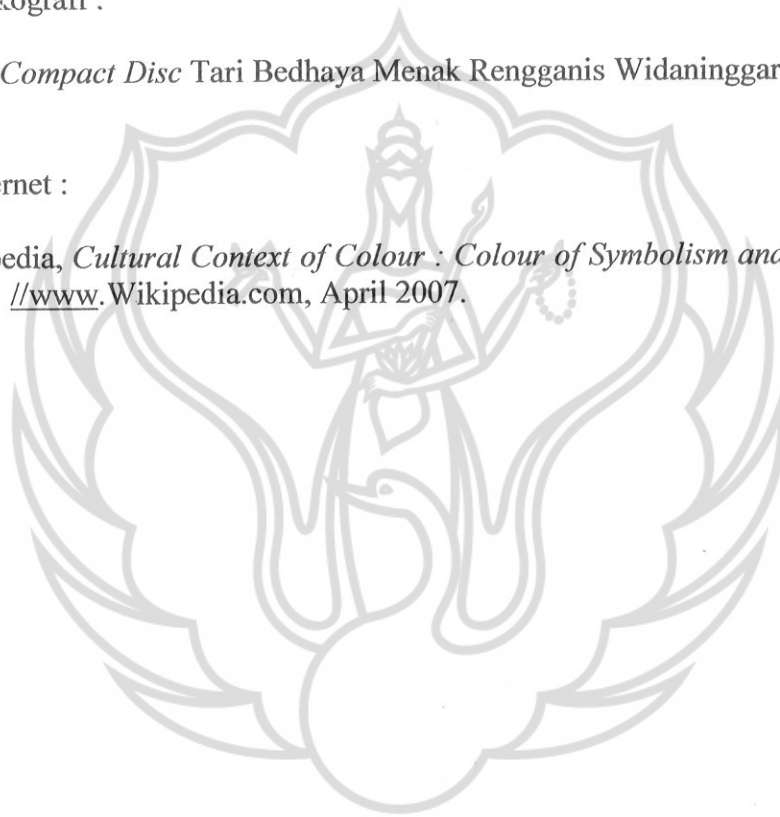 kografi :
Compact Disc Tari Bedhaya Menak Rengganis Widaninggar
ernet :
edia, Cultural Context of Colour : Colour of Symbolism and
//www.Wikipedia.com, April 2007.